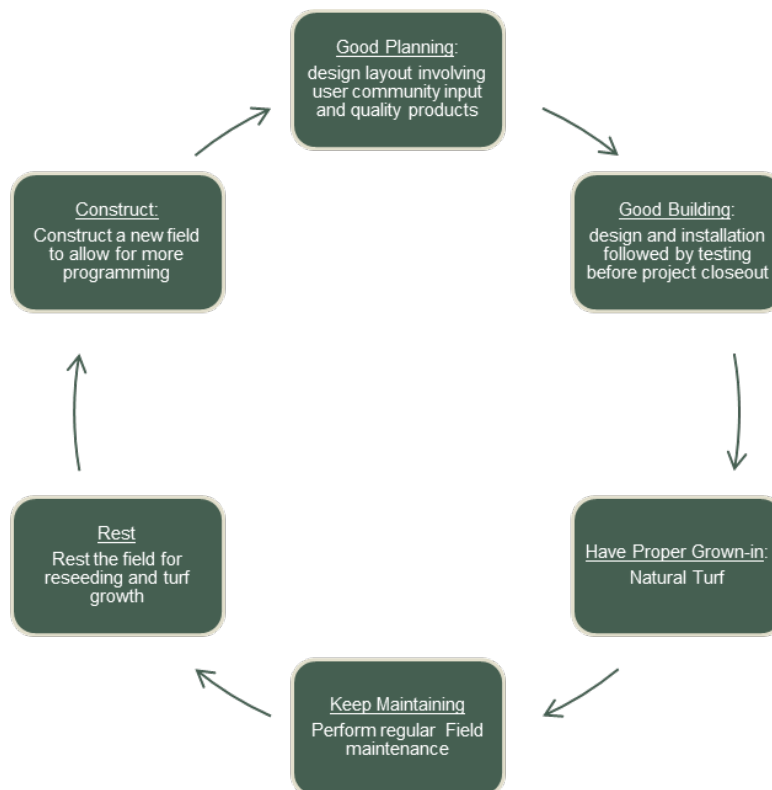 Good Planning:
design layout involving
user community input
and quality products
Good Building:
design and installation
followed by testing
before project closeout
Have Proper Grown-in:
Natural Turf
Keep Maintaining
Perform regular Field
maintenance
Rest
Rest the field for
reseeding and turf
growth
Construct:
Construct a new field
to allow for more
programming